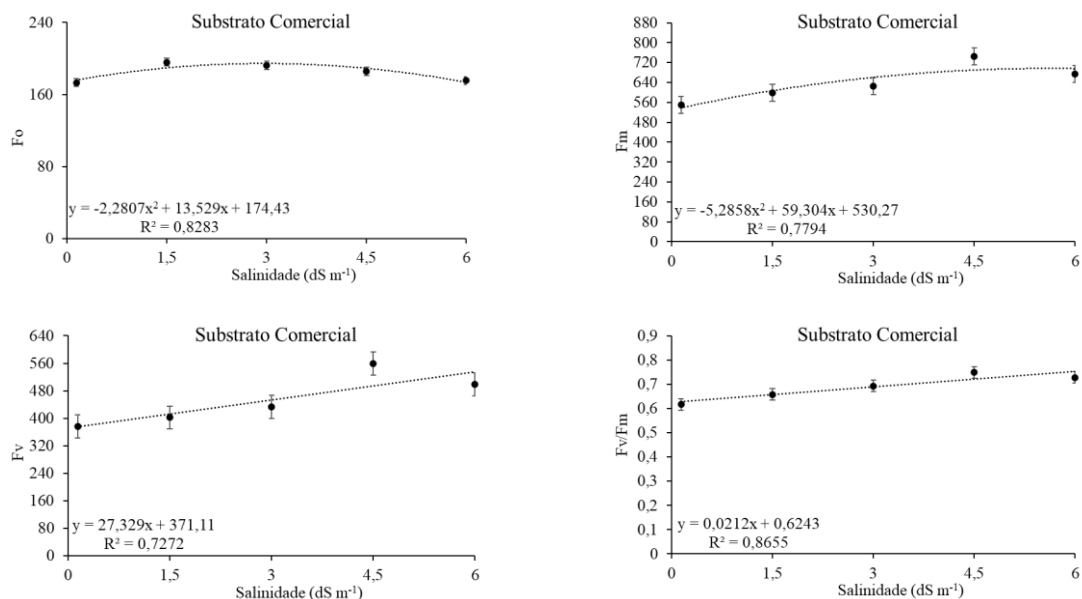 Substrato Comercial
240
160
80
0
Fo
y = -2,2807x² + 13,529x + 174,43
R² = 0,8283
0 1,5 3 4,5 6
Salinidade (dS m⁻¹)
Substrato Comercial
880
800
720
640
560
480
400
320
240
160
80
0
Fm
y = -5,2858x² + 59,304x + 530,27
R² = 0,7794
0 1,5 3 4,5 6
Salinidade (dS m⁻¹)
Substrato Comercial
640
560
480
400
320
240
160
80
0
Fv
y = 27,329x + 371,11
R² = 0,7272
0 1,5 3 4,5 6
Salinidade (dS m⁻¹)
Substrato Comercial
0,9
0,8
0,7
0,6
0,5
0,4
0,3
0,2
0,1
0
Fv/Fm
y = 0,0212x + 0,6243
R² = 0,8655
0 1,5 3 4,5 6
Salinidade (dS m⁻¹)